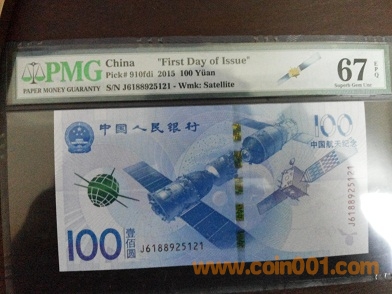 PMG
PAPER MONEY GUARANTY
China "First Day of Issue"
Pick# 910fdi 2015 100 Yüan
S/N J6188925121 - Wmk: Satellite
67 EPQ
Superb Gem Unc
中国人民银行
100
中国航天纪念
J6188925121
100 壹佰圆
J6188925121
www.coin001.com